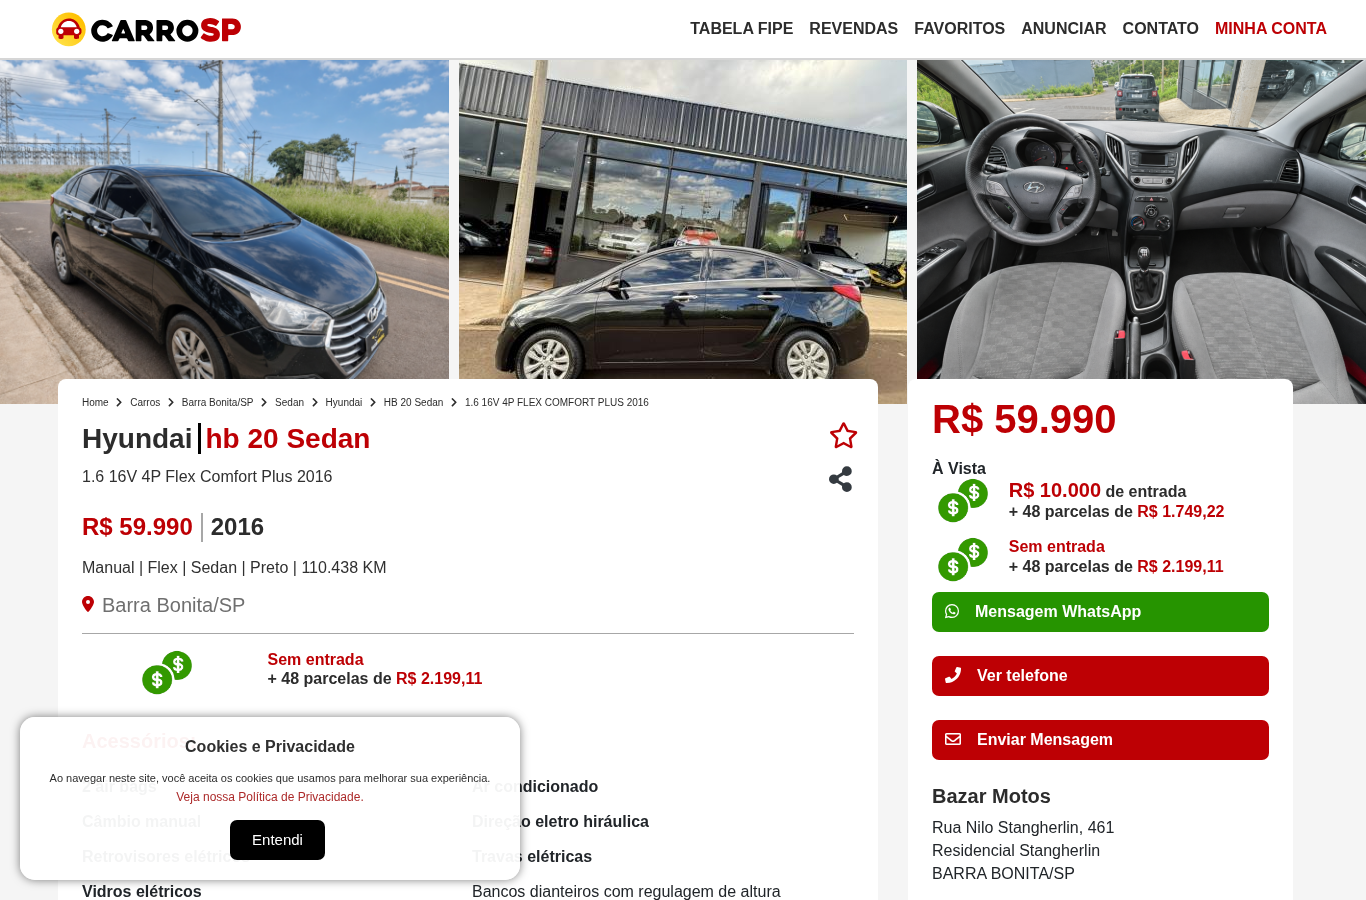 CARROSP
TABELA FIPE REVENDAS FAVORITOS ANUNCIAR CONTATO MINHA CONTA
Home > Carros > Barra Bonita/SP > Sedan > Hyundai > HB 20 Sedan > 1.6 16V 4P FLEX COMFORT PLUS 2016
Hyundai | hb 20 Sedan
1.6 16V 4P Flex Comfort Plus 2016
R$ 59.990 | 2016
Manual | Flex | Sedan | Preto | 110.438 KM
Barra Bonita/SP
Sem entrada
+ 48 parcelas de R$ 2.199,11
Acessórios
2 air bags
Ar condicionado
Câmbio manual
Direção eletro hiráulica
Retrovisores elétric
Travas elétricas
Vidros elétricos
Bancos dianteiros com regulagem de altura
Cookies e Privacidade
Ao navegar neste site, você aceita os cookies que usamos para melhorar sua experiência.
Veja nossa Política de Privacidade.
Entendi
R$ 59.990
À Vista
R$ 10.000 de entrada
+ 48 parcelas de R$ 1.749,22
Sem entrada
+ 48 parcelas de R$ 2.199,11
Mensagem WhatsApp
Ver telefone
Enviar Mensagem
Bazar Motos
Rua Nilo Stangherlin, 461
Residencial Stangherlin
BARRA BONITA/SP